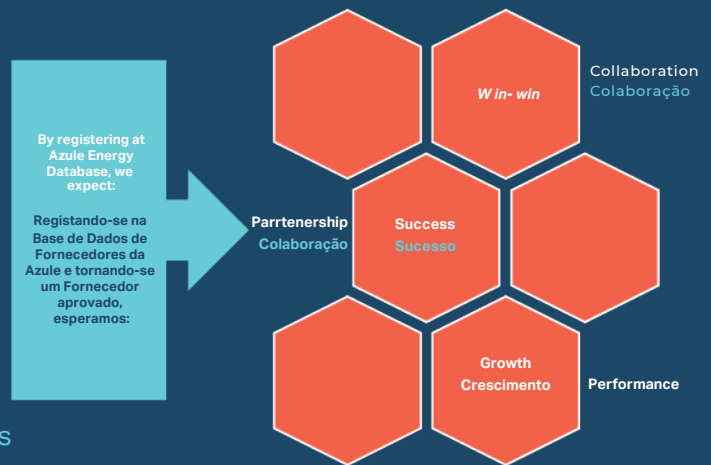 By registering at
Azule Energy
Database, we
expect:
Registando-se na
Base de Dados de
Fornecedores da
Azule e tornando-se
um Fornecedor
aprovado,
esperamos:
W in- win
Collaboration
Colaboração
Parrtenership
Colaboração
Success
Sucesso
Growth
Crescimento
Performance
s